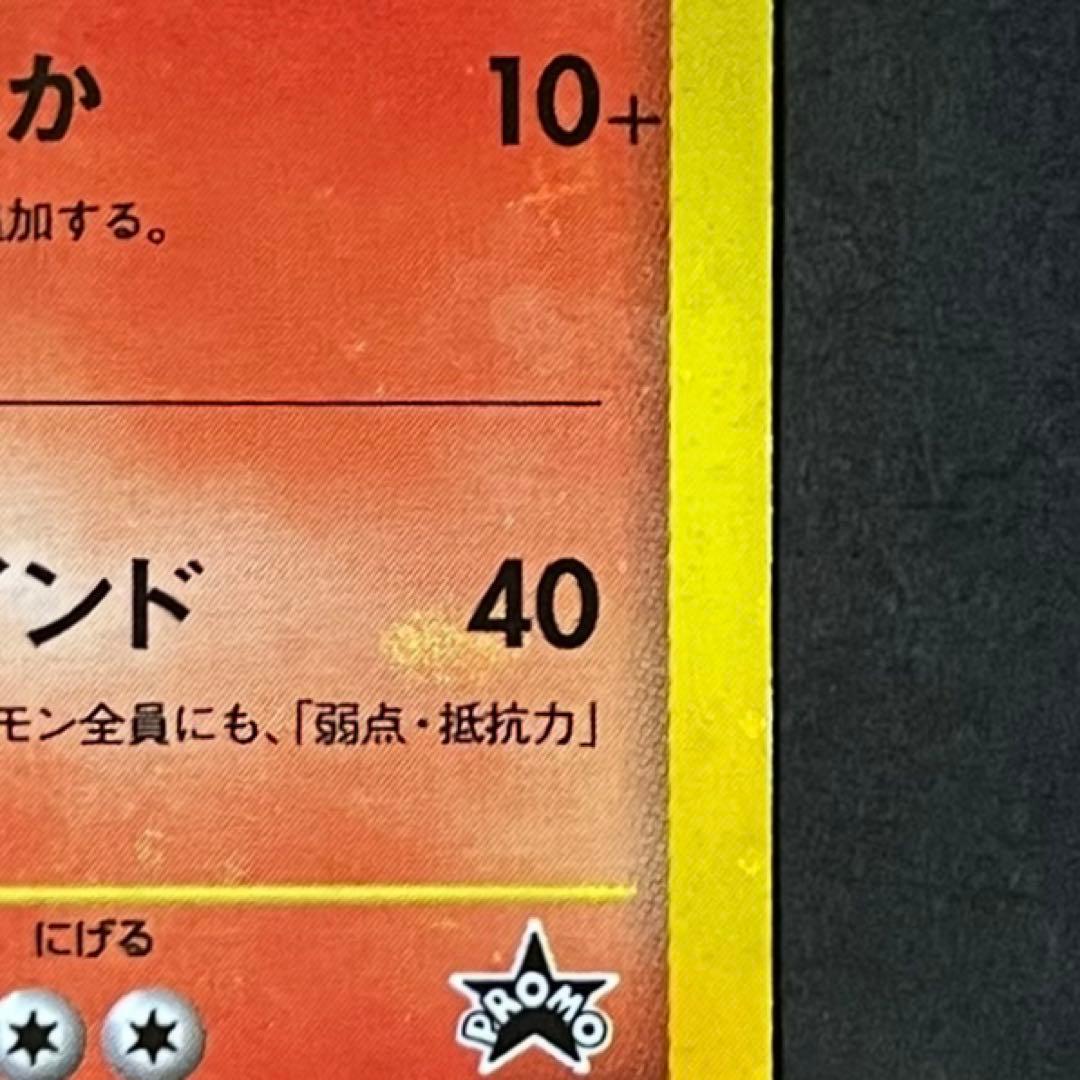 か 10+
加する。
ンド 40
モン全員にも、「弱点・抵抗力」
にげる
PROMO